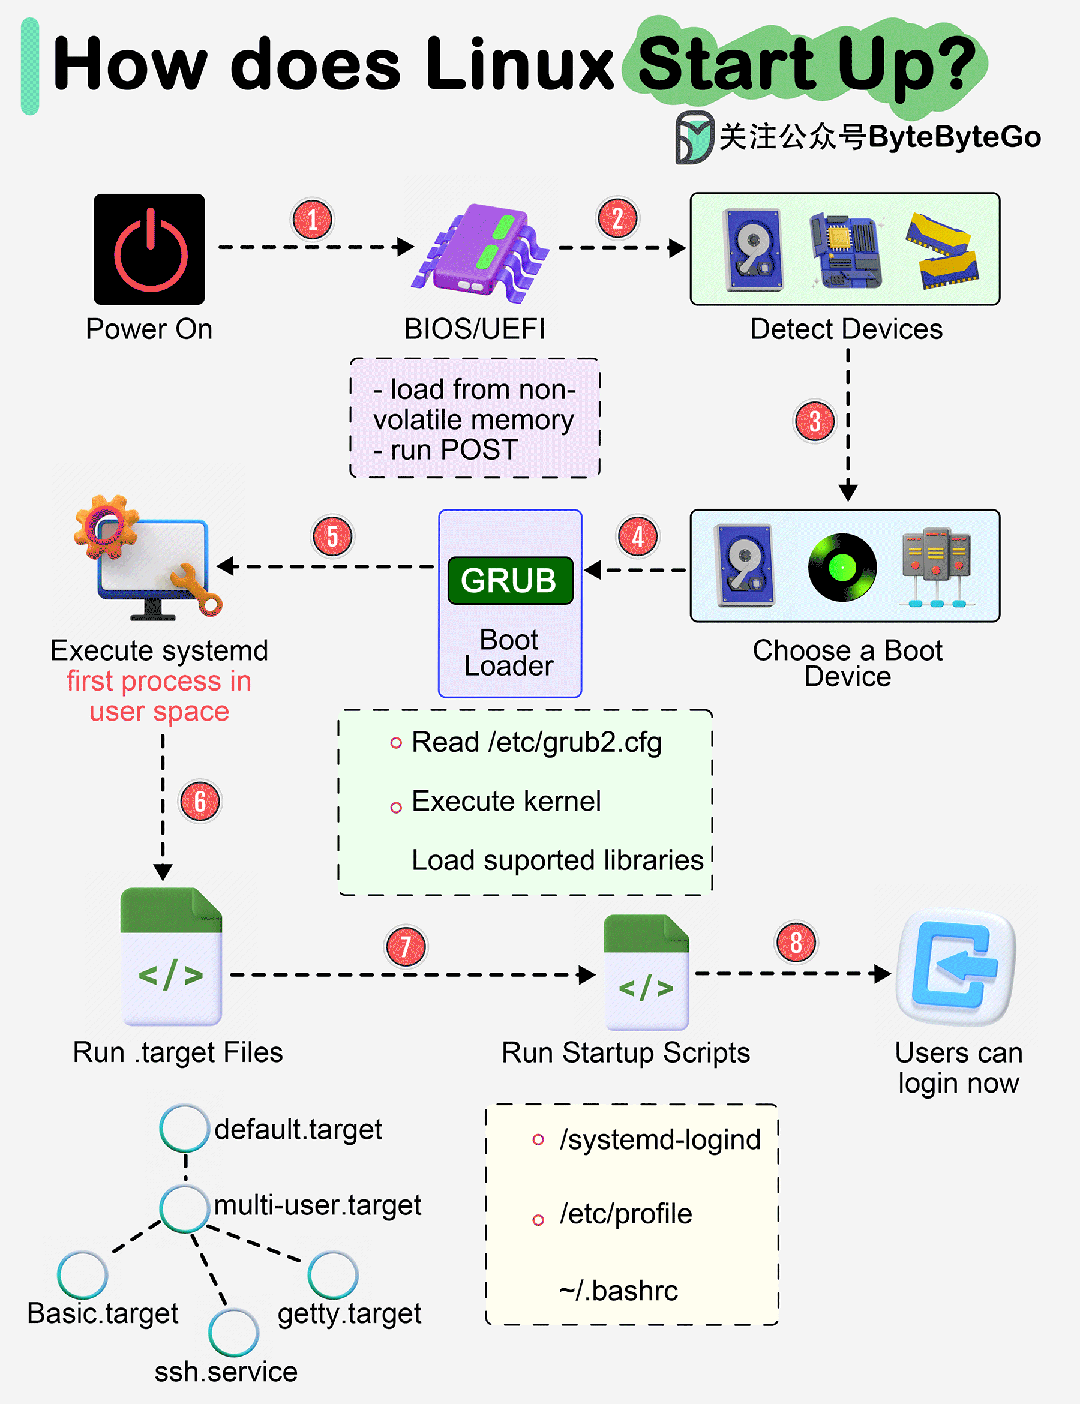 How does Linux Start Up?
关注公众号ByteByteGo
1
2
Power On
BIOS/UEFI
Detect Devices
- load from non-
volatile memory
- run POST
3
5
4
GRUB
Boot
Loader
Execute systemd
first process in
user space
Choose a Boot
Device
Read /etc/grub2.cfg
Execute kernel
Load suported libraries
6
7
8
</>
</>
Run .target Files
Run Startup Scripts
Users can
login now
default.target
multi-user.target
Basic.target
getty.target
ssh.service
/systemd-logind
/etc/profile
~/.bashrc